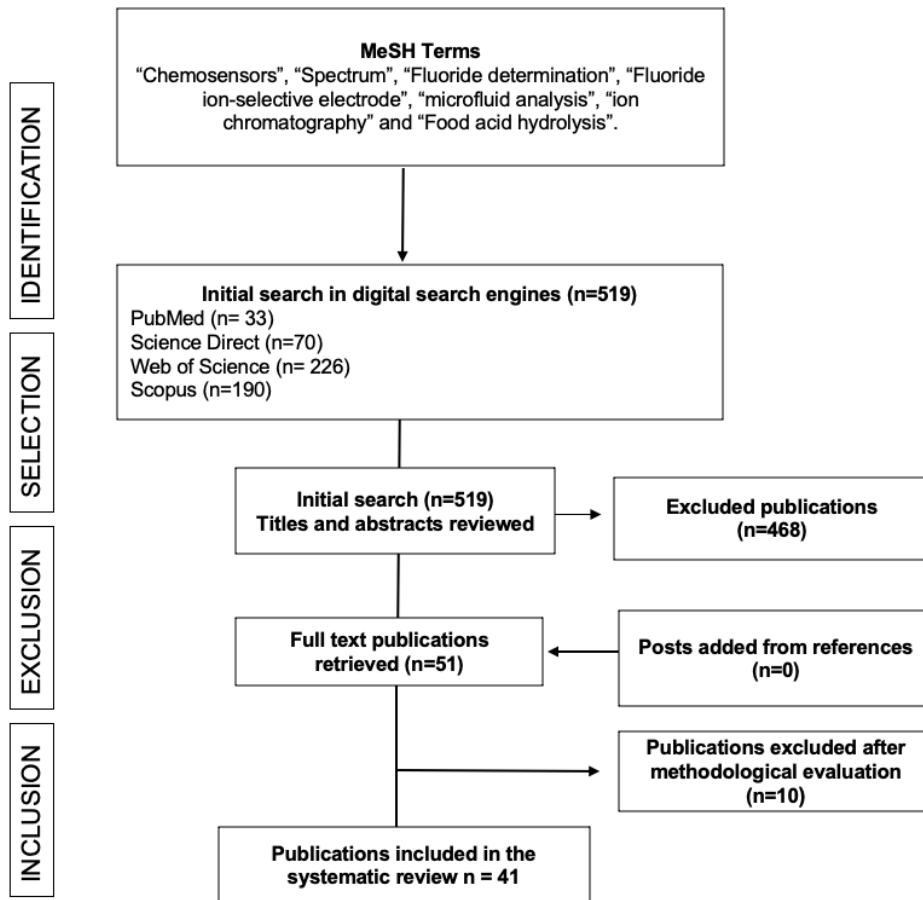 MeSH Terms
“Chemosensors”, “Spectrum”, “Fluoride determination”, “Fluoride
ion-selective electrode”, “microfluid analysis”, “ion
chromatography” and “Food acid hydrolysis”.
IDENTIFICATION
Initial search in digital search engines (n=519)
PubMed (n= 33)
Science Direct (n=70)
Web of Science (n= 226)
Scopus (n=190)
SELECTION
Initial search (n=519)
Titles and abstracts reviewed
Excluded publications
(n=468)
EXCLUSION
Full text publications
retrieved (n=51)
Posts added from references
(n=0)
INCLUSION
Publications excluded after
methodological evaluation
(n=10)
Publications included in the
systematic review n = 41